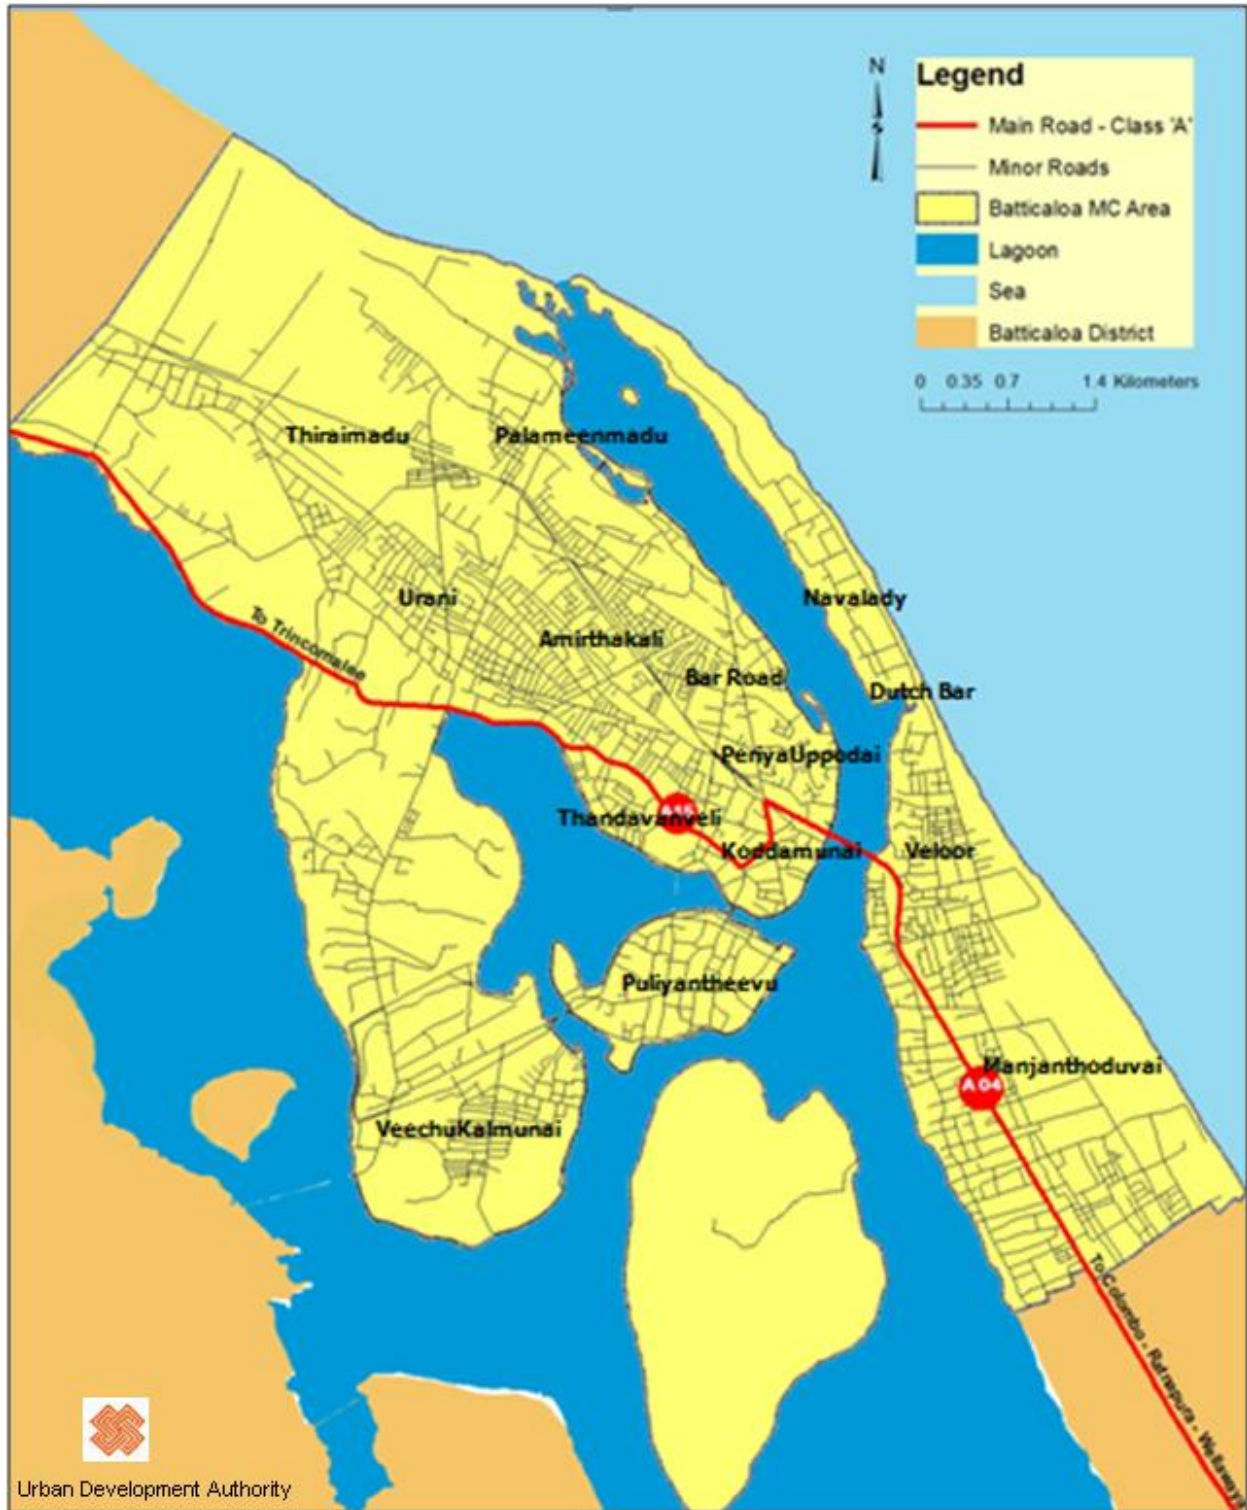 N
Legend
Main Road - Class 'A'
Minor Roads
Batticaloa MC Area
Lagoon
Sea
Batticaloa District
0 0.35 0.7 1.4 Kilometers
Thiraimadu
Palameenmadu
Urani
Navalady
To Trincomalee
Amirthakali
Bar Road
Dutch Bar
PeriyaUppodai
Thandavanveli
Koddamunai
Veloor
Puliyantheevu
Manjanthoduvai
A 04
VeechuKalmunai
To Colombo - Ratnapura - Wellaway
Urban Development Authority